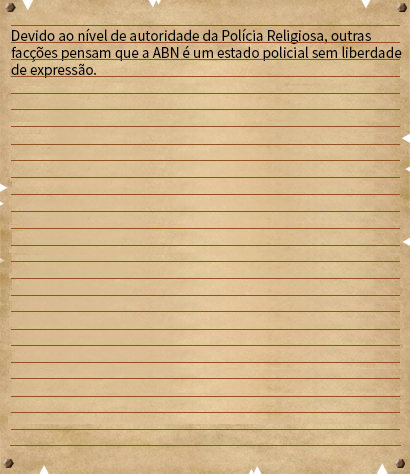 Devido ao nível de autoridade da Polícia Religiosa, outras
facções pensam que a ABN é um estado policial sem liberdade
de expressão.